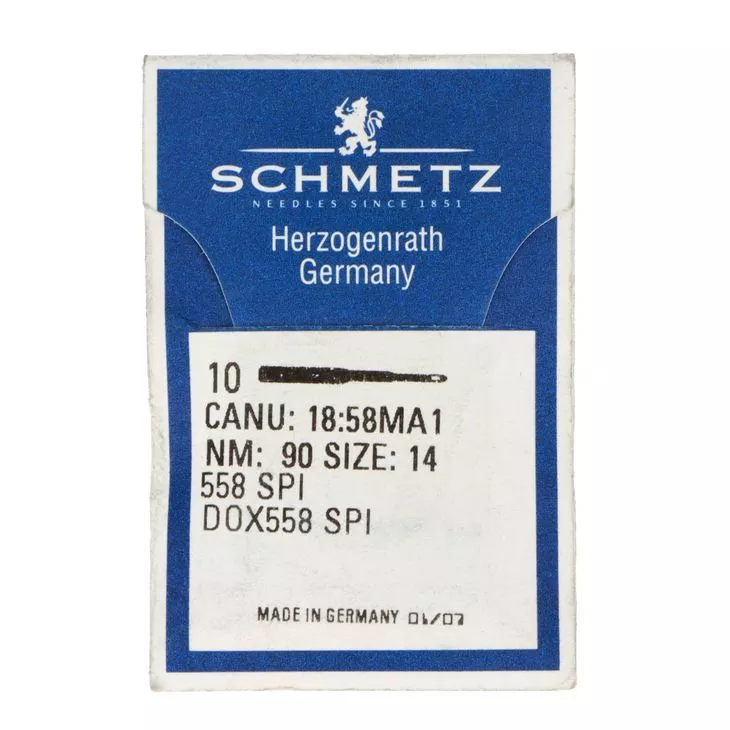 SCHMETZ
NEEDLES SINCE 1851
Herzogenrath
Germany
10
CANU: 18:58MA1
NM: 90 SIZE: 14
558 SPI
DOX558 SPI
MADE IN GERMANY 01/07